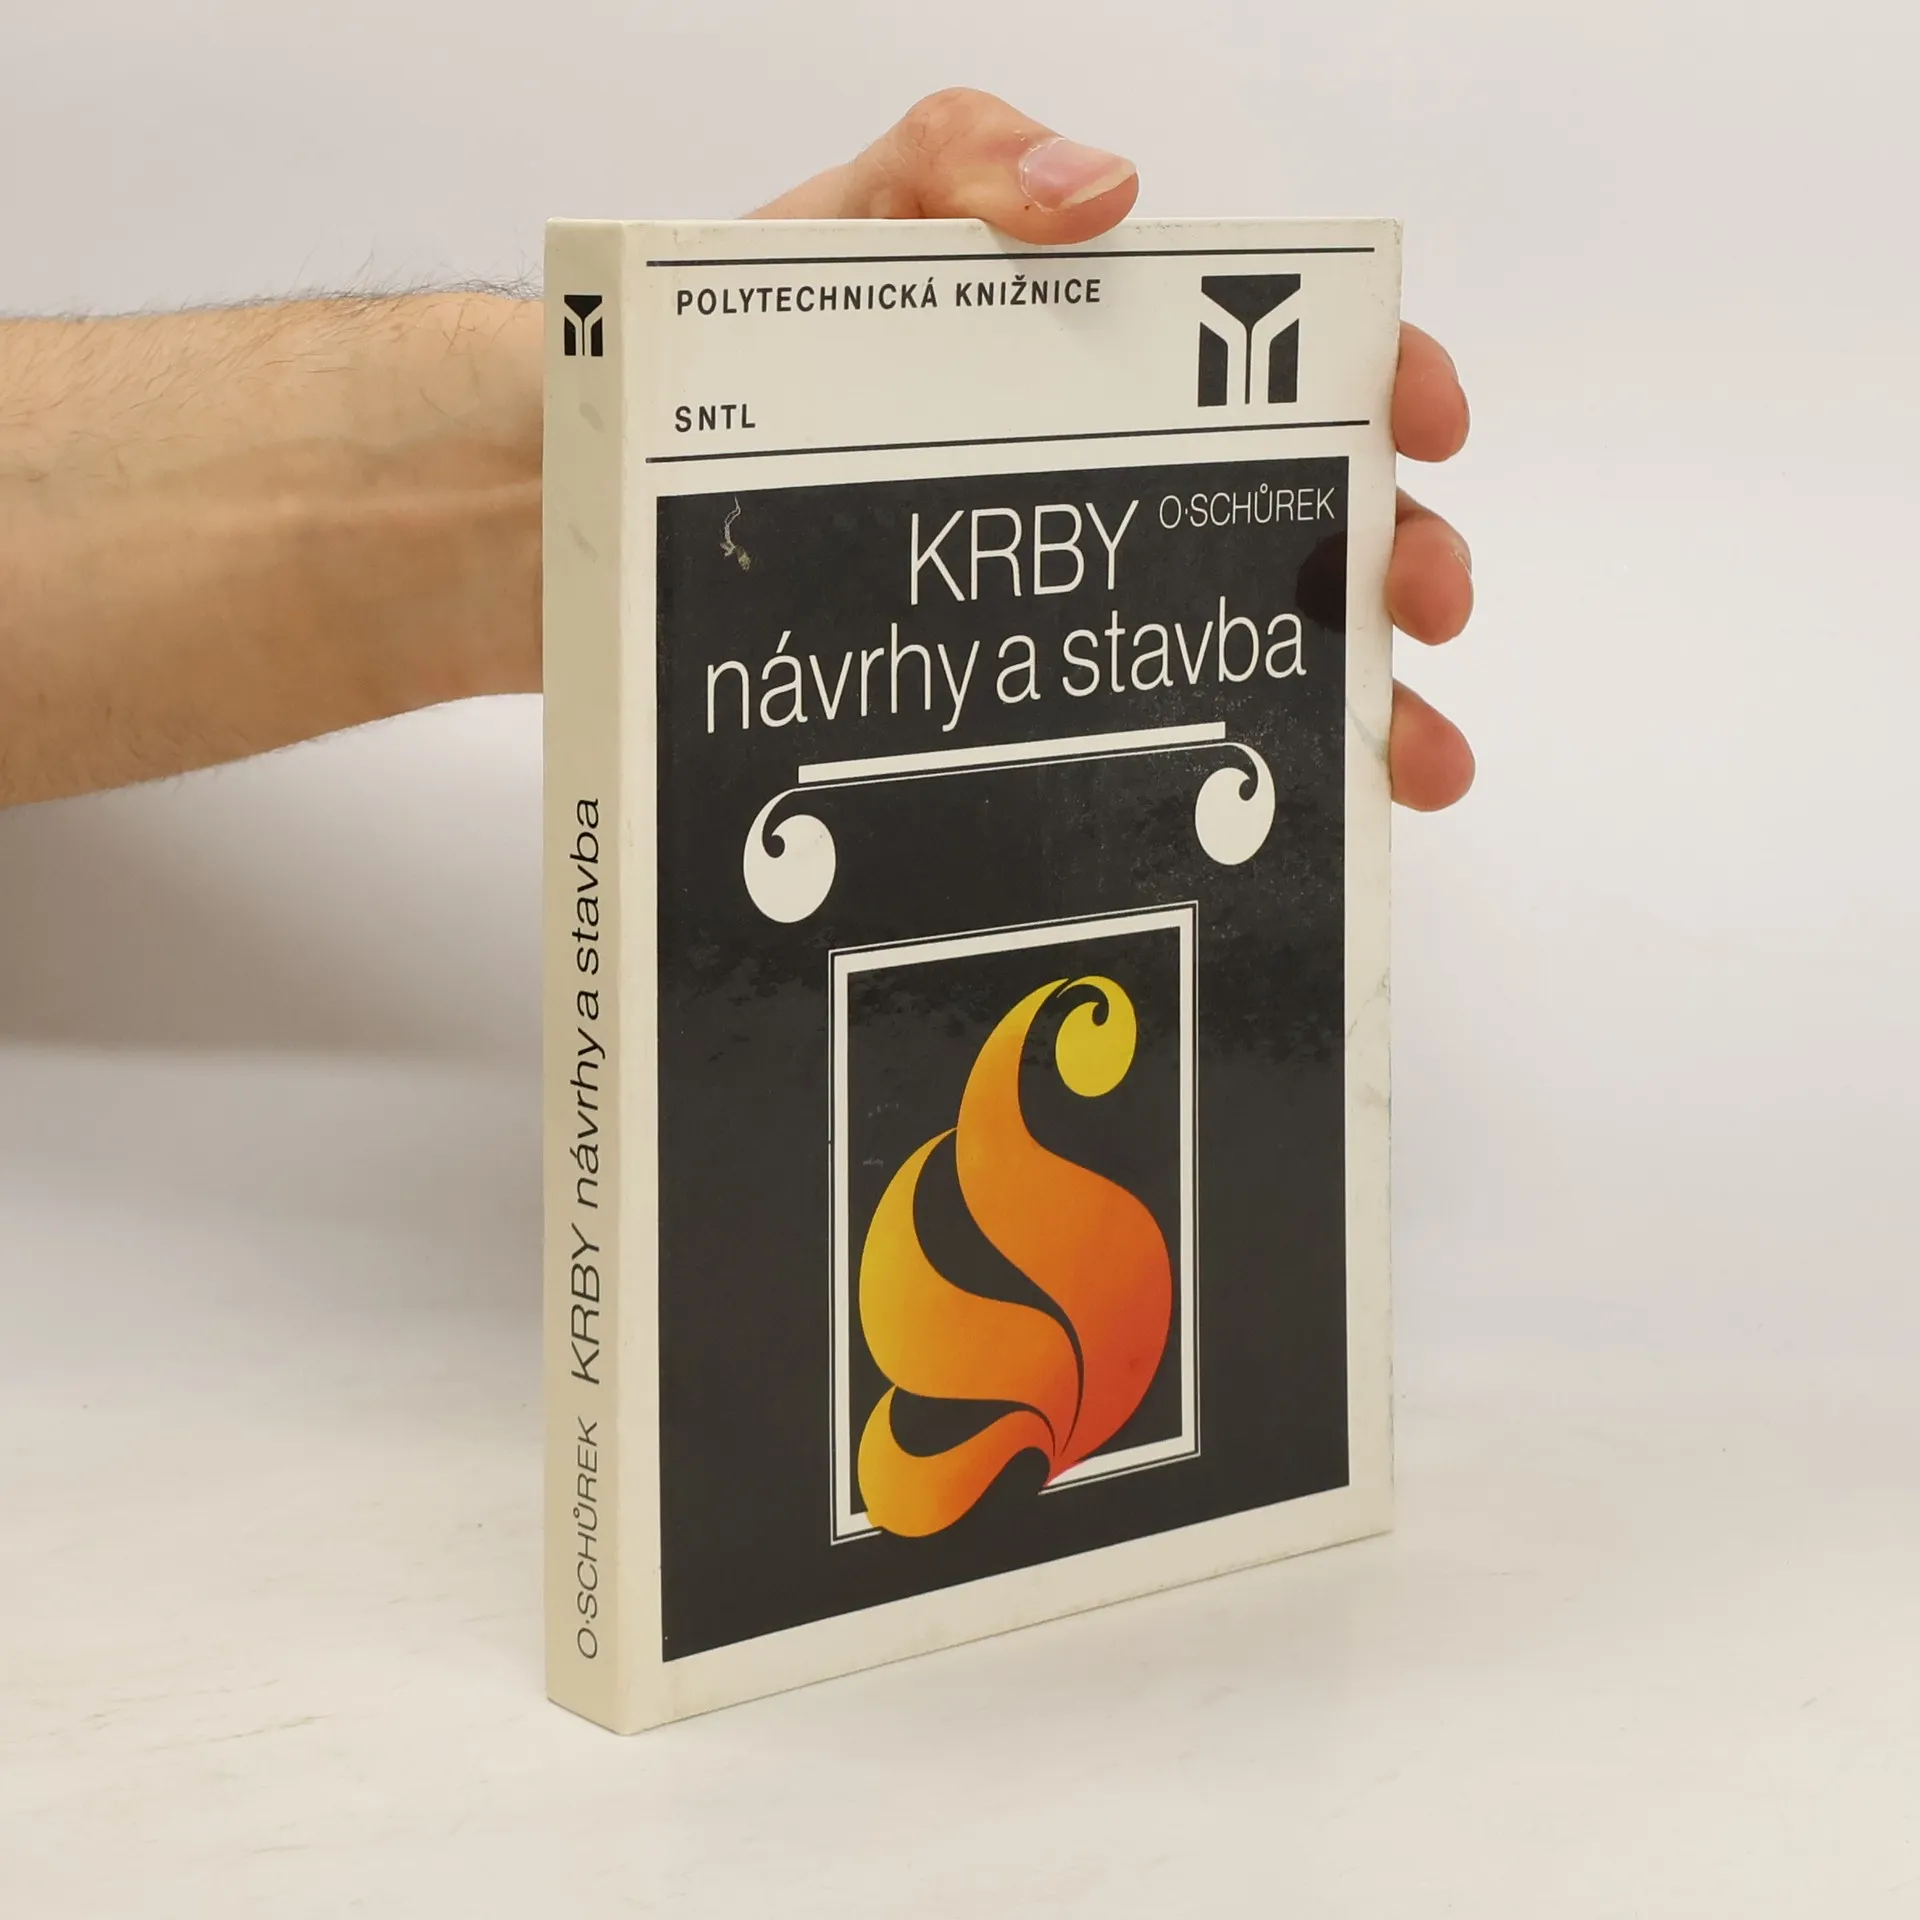 POLYTECHNICKÁ KNIŽNICE
SNTL
KRBY O·SCHŮREK
návrhy a stavba
O·SCHŮREK KRBY návrhy a stavba